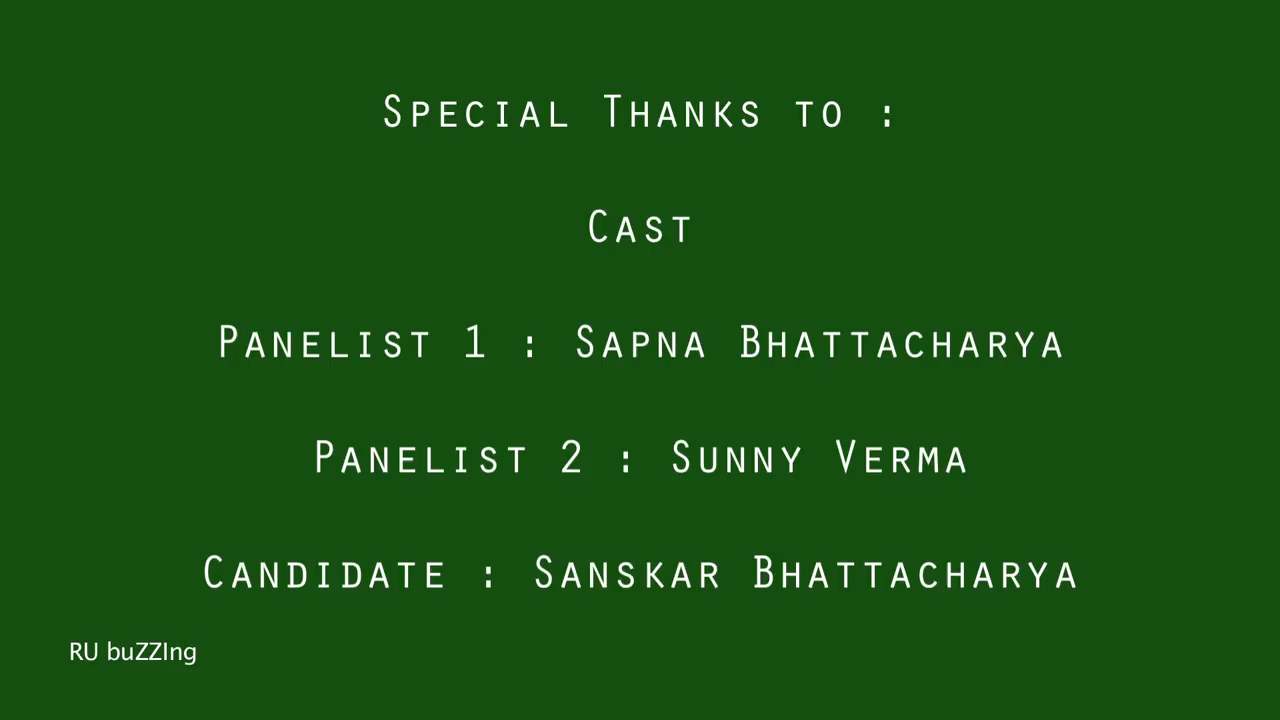 Special Thanks to :
Cast
Panelist 1 : Sapna Bhattacharya
Panelist 2 : Sunny Verma
Candidate : Sanskar Bhattacharya
RU buZZIng